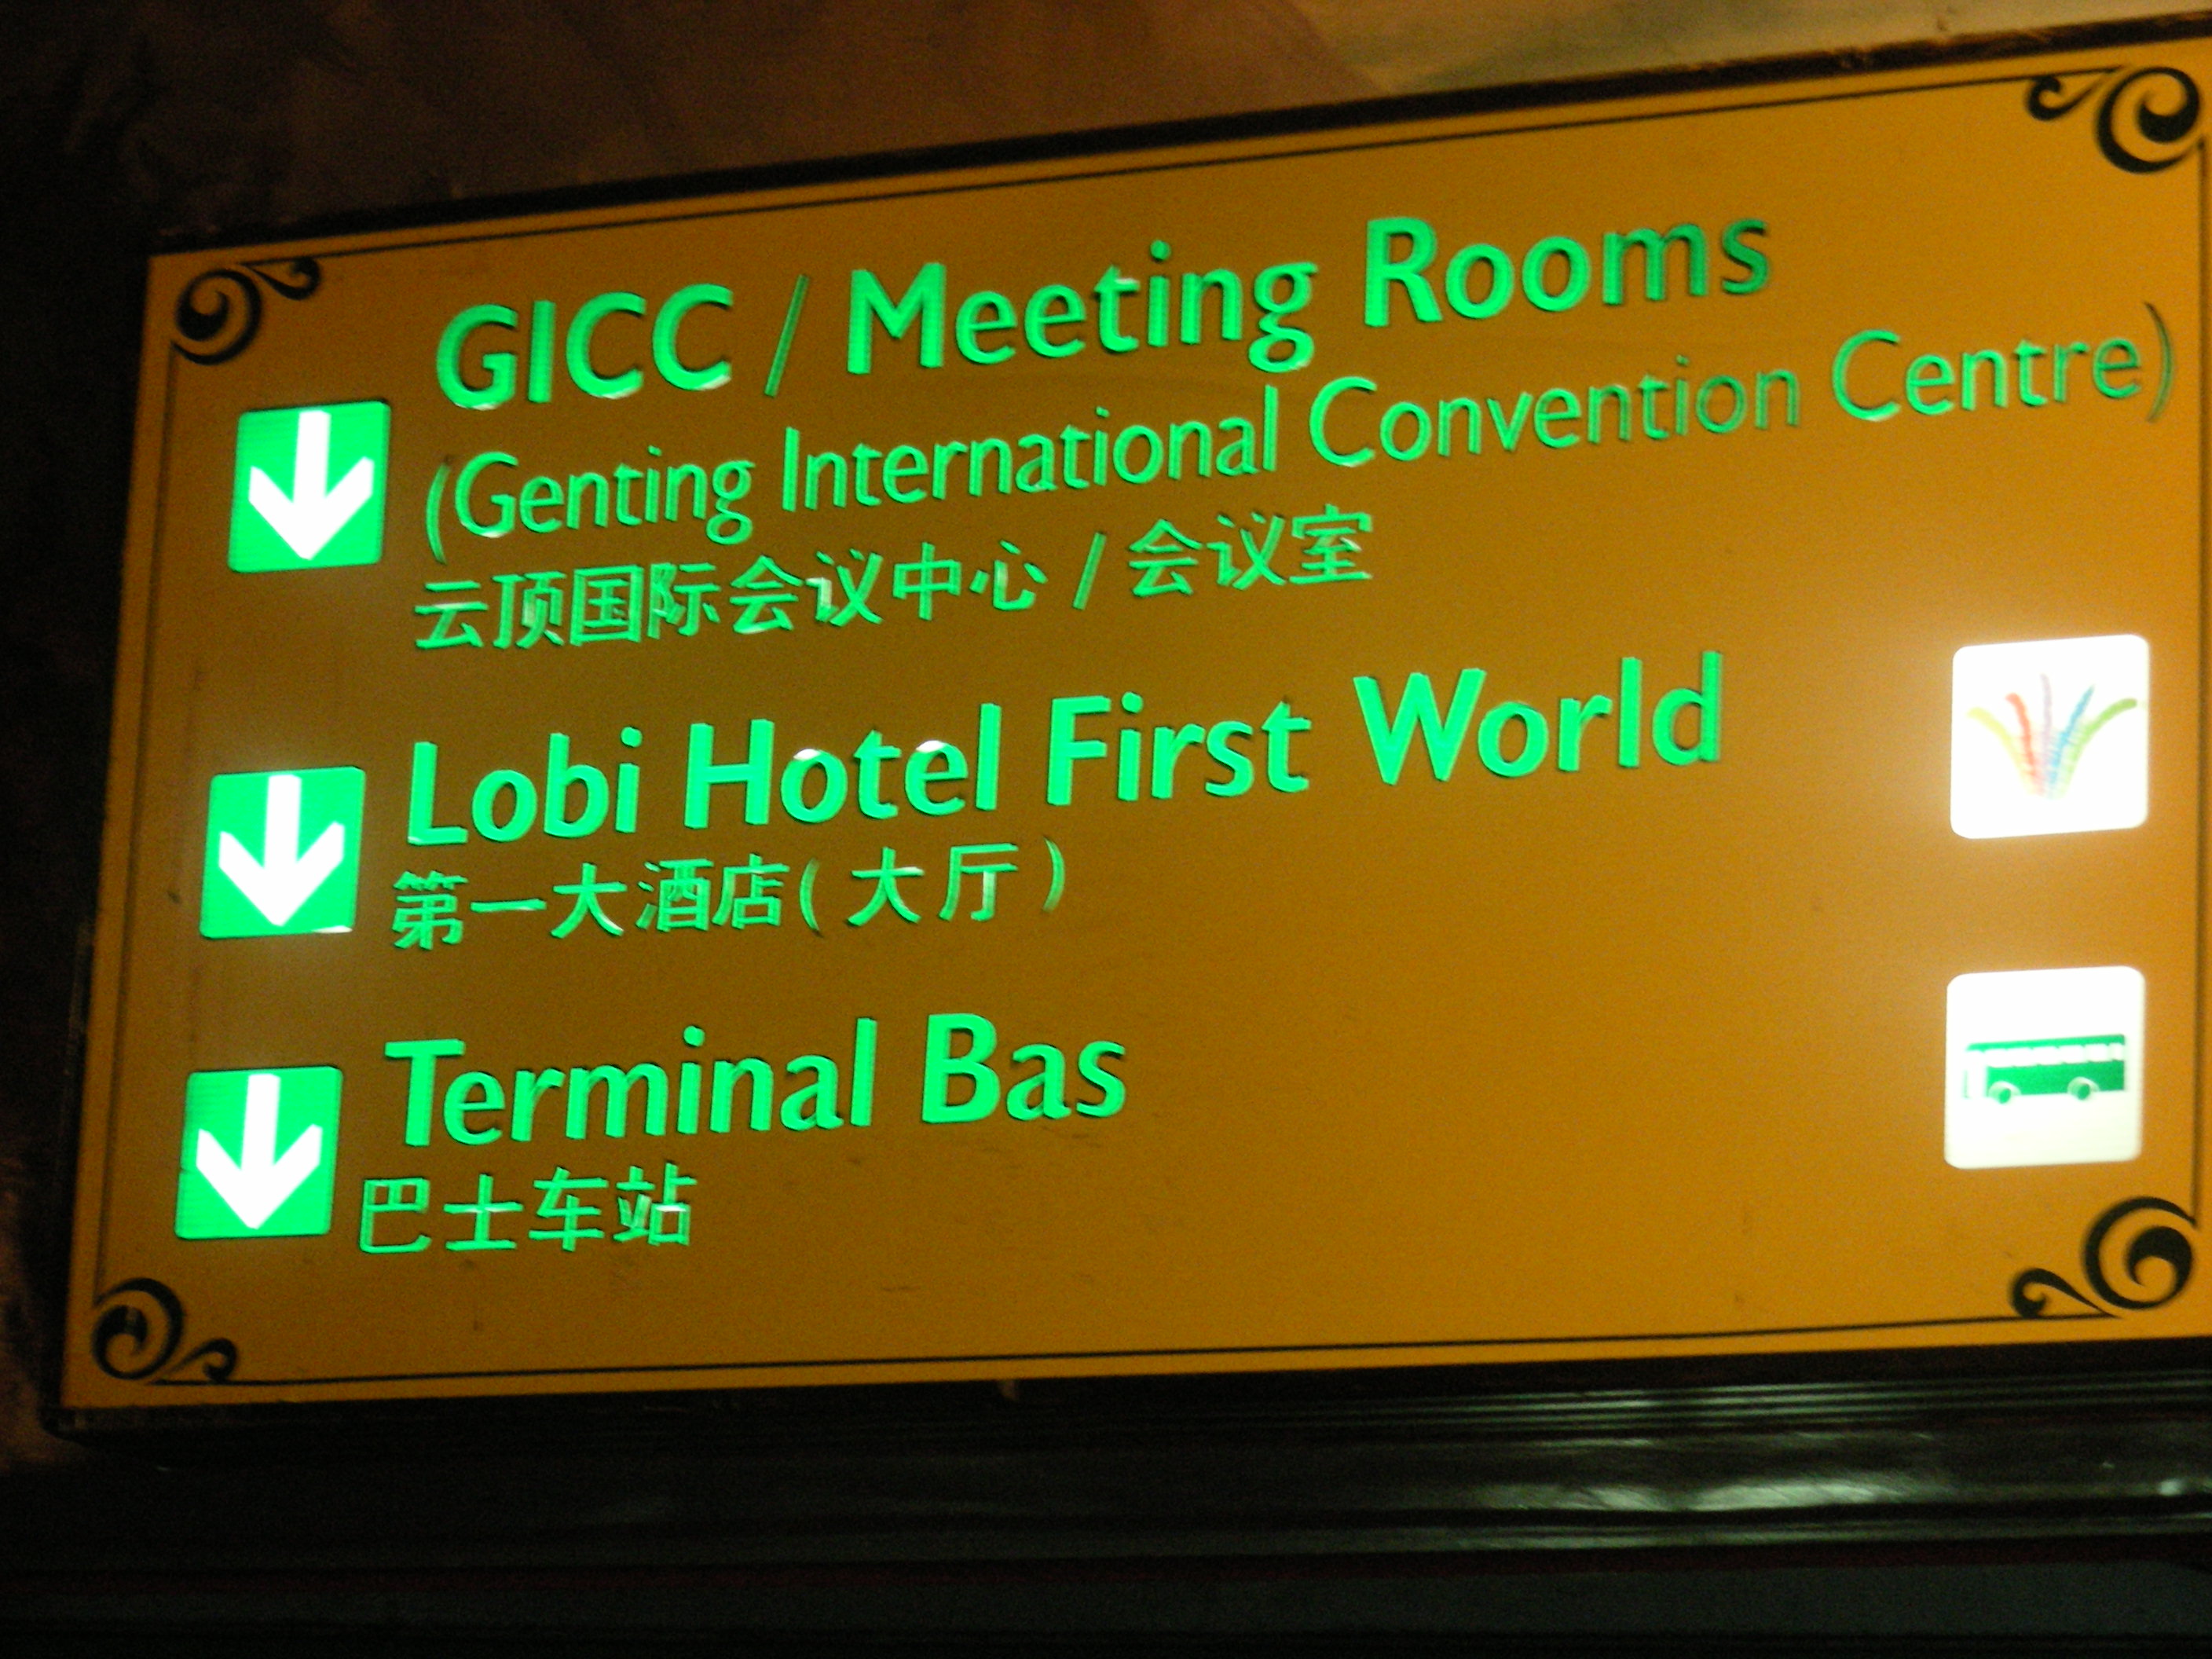 GICC / Meeting Rooms
(Genting International Convention Centre)
云顶国际会议中心 / 会议室
Lobi Hotel First World
第一大酒店(大厅)
Terminal Bas
巴士车站